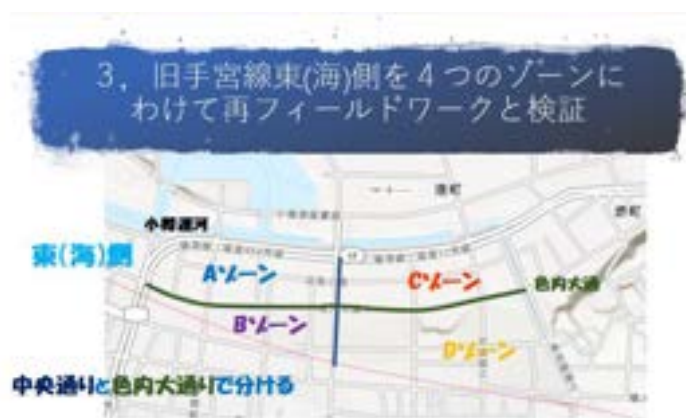 3，旧手宮線東(海)側を４つのゾーンに
わけて再フィールドワークと検証
小樽運河
東(海)側
Aゾーン
Bゾーン
Cゾーン
Dゾーン
色内大通
港町
中央通りと色内大通りで分ける